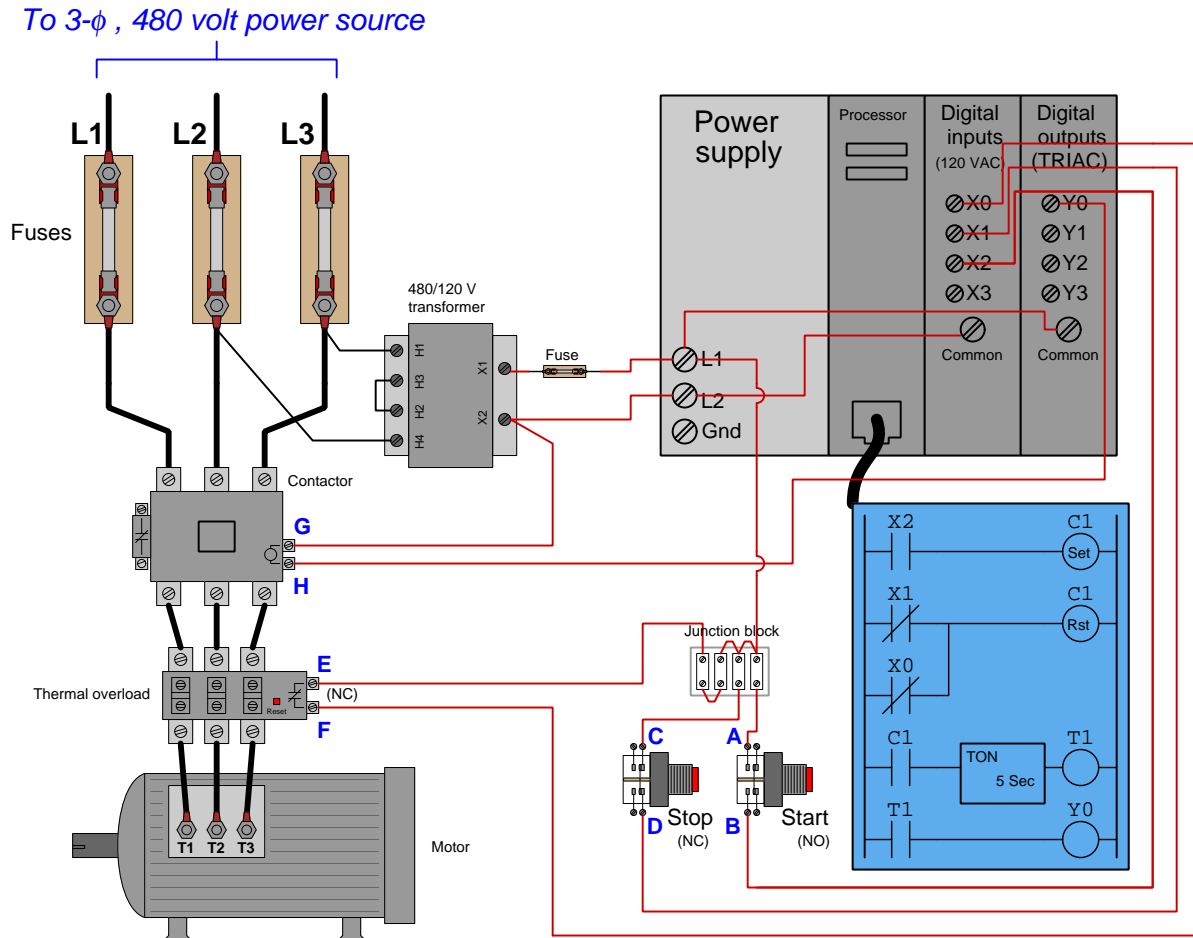 To 3-ϕ , 480 volt power source
L1
L2
L3
Fuses
480/120 V
transformer
H1
H3
H2
H4
X1
X2
Fuse
Power
supply
L1
L2
Gnd
Processor
Digital
inputs
(120 VAC)
X0
X1
X2
X3
Common
Digital
outputs
(TRIAC)
Y0
Y1
Y2
Y3
Common
Contactor
G
H
Thermal overload
Reset
E
(NC)
F
T1
T2
T3
Motor
Junction block
C
D
Stop
(NC)
A
B
Start
(NO)
X2
C1
Set
X1
C1
Rst
X0
C1
TON
5 Sec
T1
T1
Y0